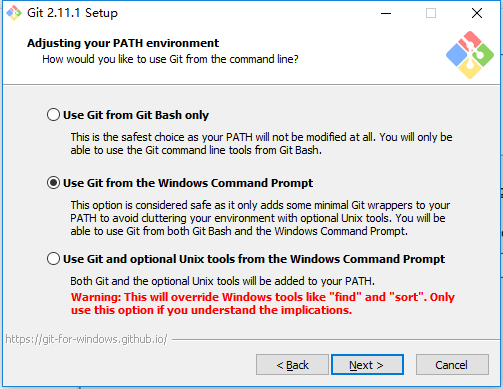 Git 2.11.1 Setup
Adjusting your PATH environment
How would you like to use Git from the command line?
Use Git from Git Bash only
This is the safest choice as your PATH will not be modified at all. You will only be
able to use the Git command line tools from Git Bash.
Use Git from the Windows Command Prompt
This option is considered safe as it only adds some minimal Git wrappers to your
PATH to avoid cluttering your environment with optional Unix tools. You will be
able to use Git from both Git Bash and the Windows Command Prompt.
Use Git and optional Unix tools from the Windows Command Prompt
Both Git and the optional Unix tools will be added to your PATH.
Warning: This will override Windows tools like "find" and "sort". Only
use this option if you understand the implications.
https://git-for-windows.github.io/
< Back
Next >
Cancel